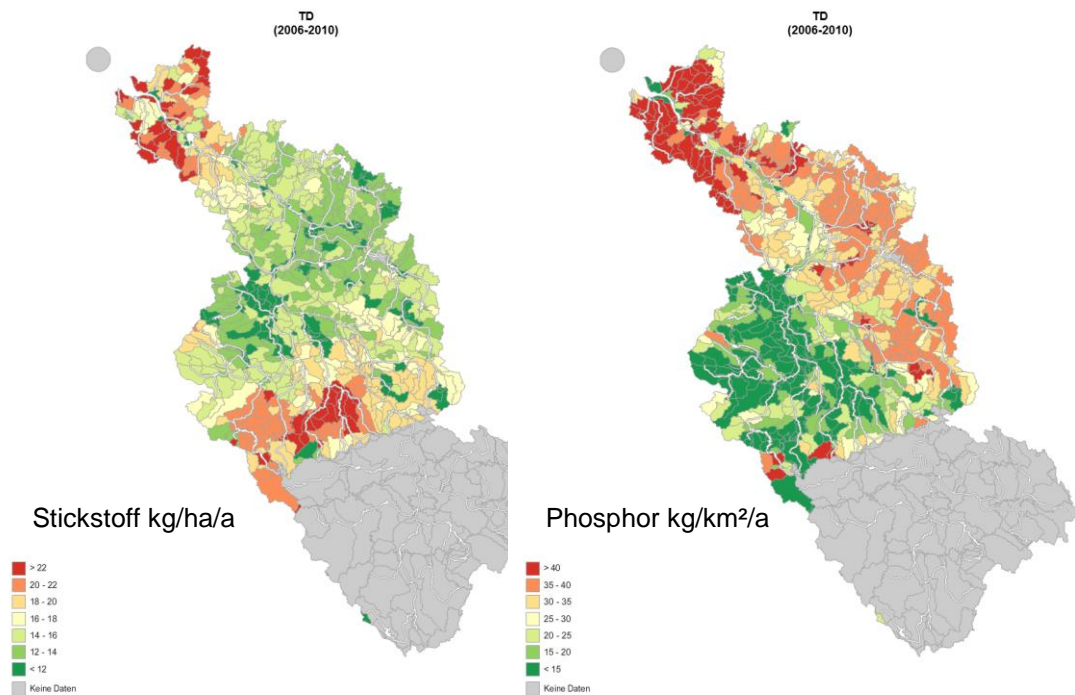 TD
(2006-2010)
Stickstoff kg/ha/a
> 22
20 - 22
18 - 20
16 - 18
14 - 16
12 - 14
< 12
Keine Daten
TD
(2006-2010)
Phosphor kg/km²/a
> 40
35 - 40
30 - 35
25 - 30
20 - 25
15 - 20
< 15
Keine Daten